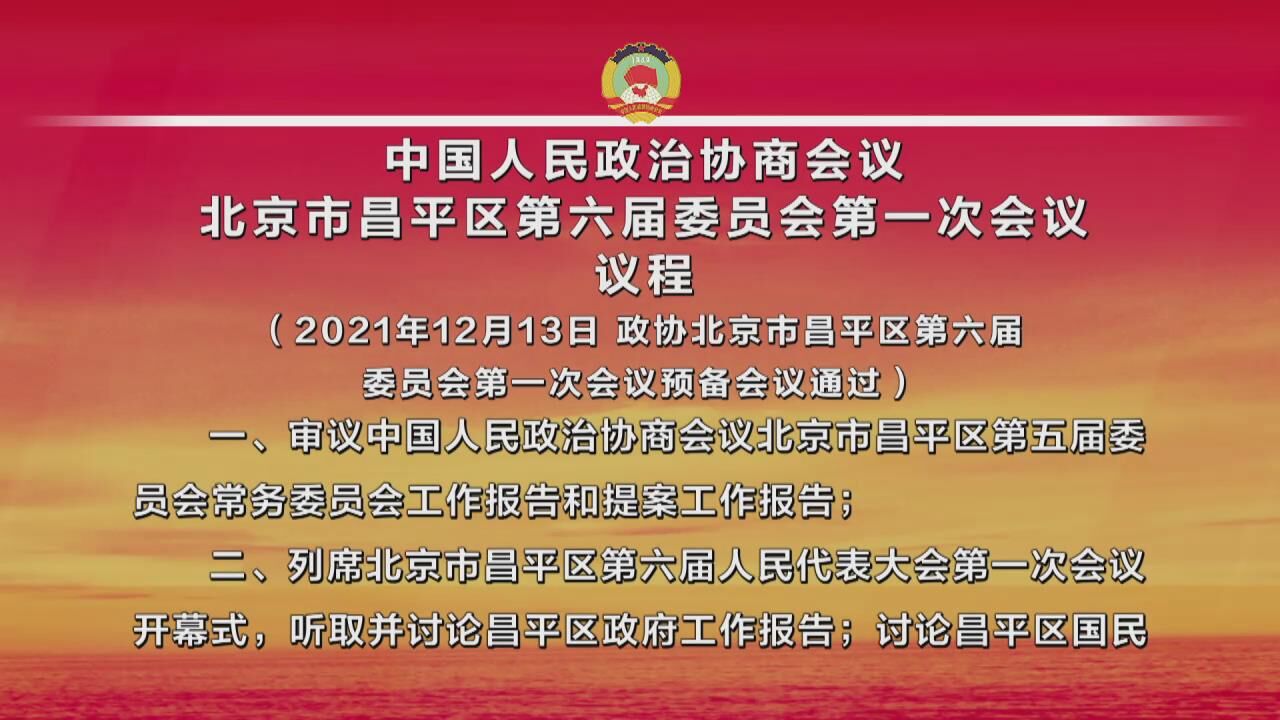 中国人民政治协商会议
北京市昌平区第六届委员会第一次会议
议程
（2021年12月13日 政协北京市昌平区第六届
委员会第一次会议预备会议通过）
一、审议中国人民政治协商会议北京市昌平区第五届委
员会常务委员会工作报告和提案工作报告；
二、列席北京市昌平区第六届人民代表大会第一次会议
开幕式，听取并讨论昌平区政府工作报告；讨论昌平区国民